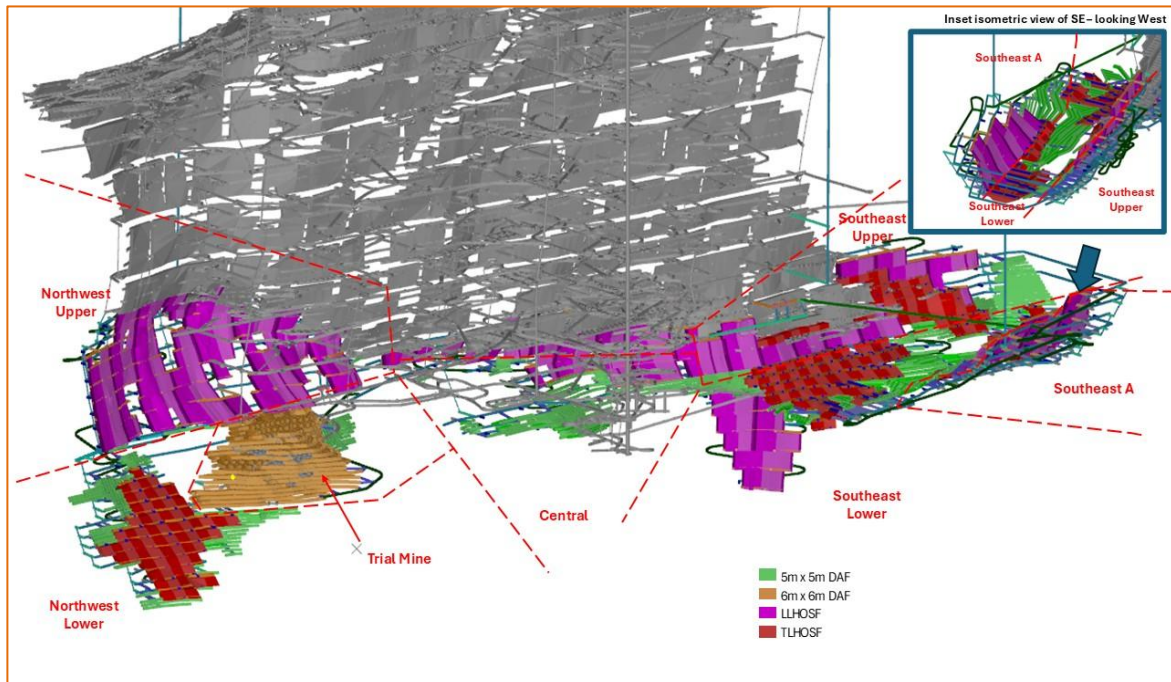 Inset isometric view of SE– looking West
Southeast A
Southeast
Lower
Southeast
Upper
Southeast
Upper
Northwest
Upper
Southeast A
Southeast
Lower
Central
Trial Mine
Northwest
Lower
5m x 5m DAF
6m x 6m DAF
LLHOSF
TLHOSF